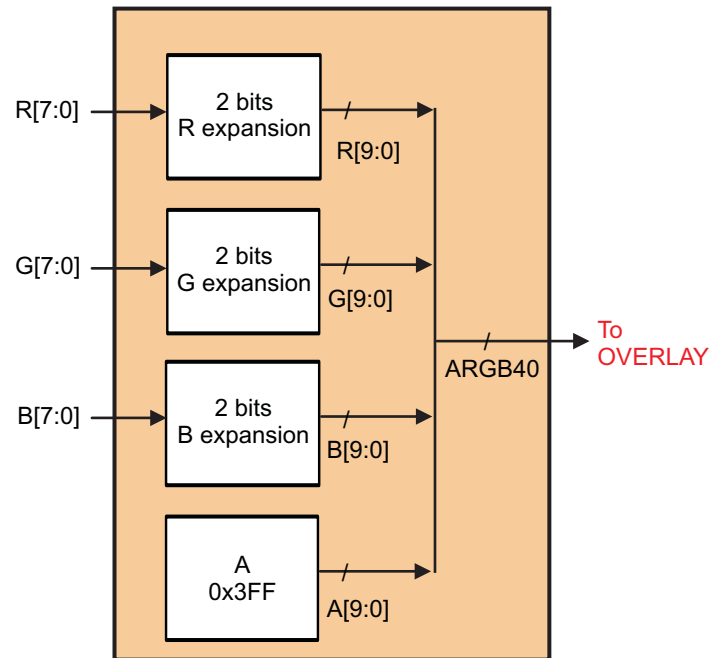 R[7:0]
2 bits
R expansion
R[9:0]
G[7:0]
2 bits
G expansion
G[9:0]
To
OVERLAY
ARGB40
B[7:0]
2 bits
B expansion
B[9:0]
A
0x3FF
A[9:0]